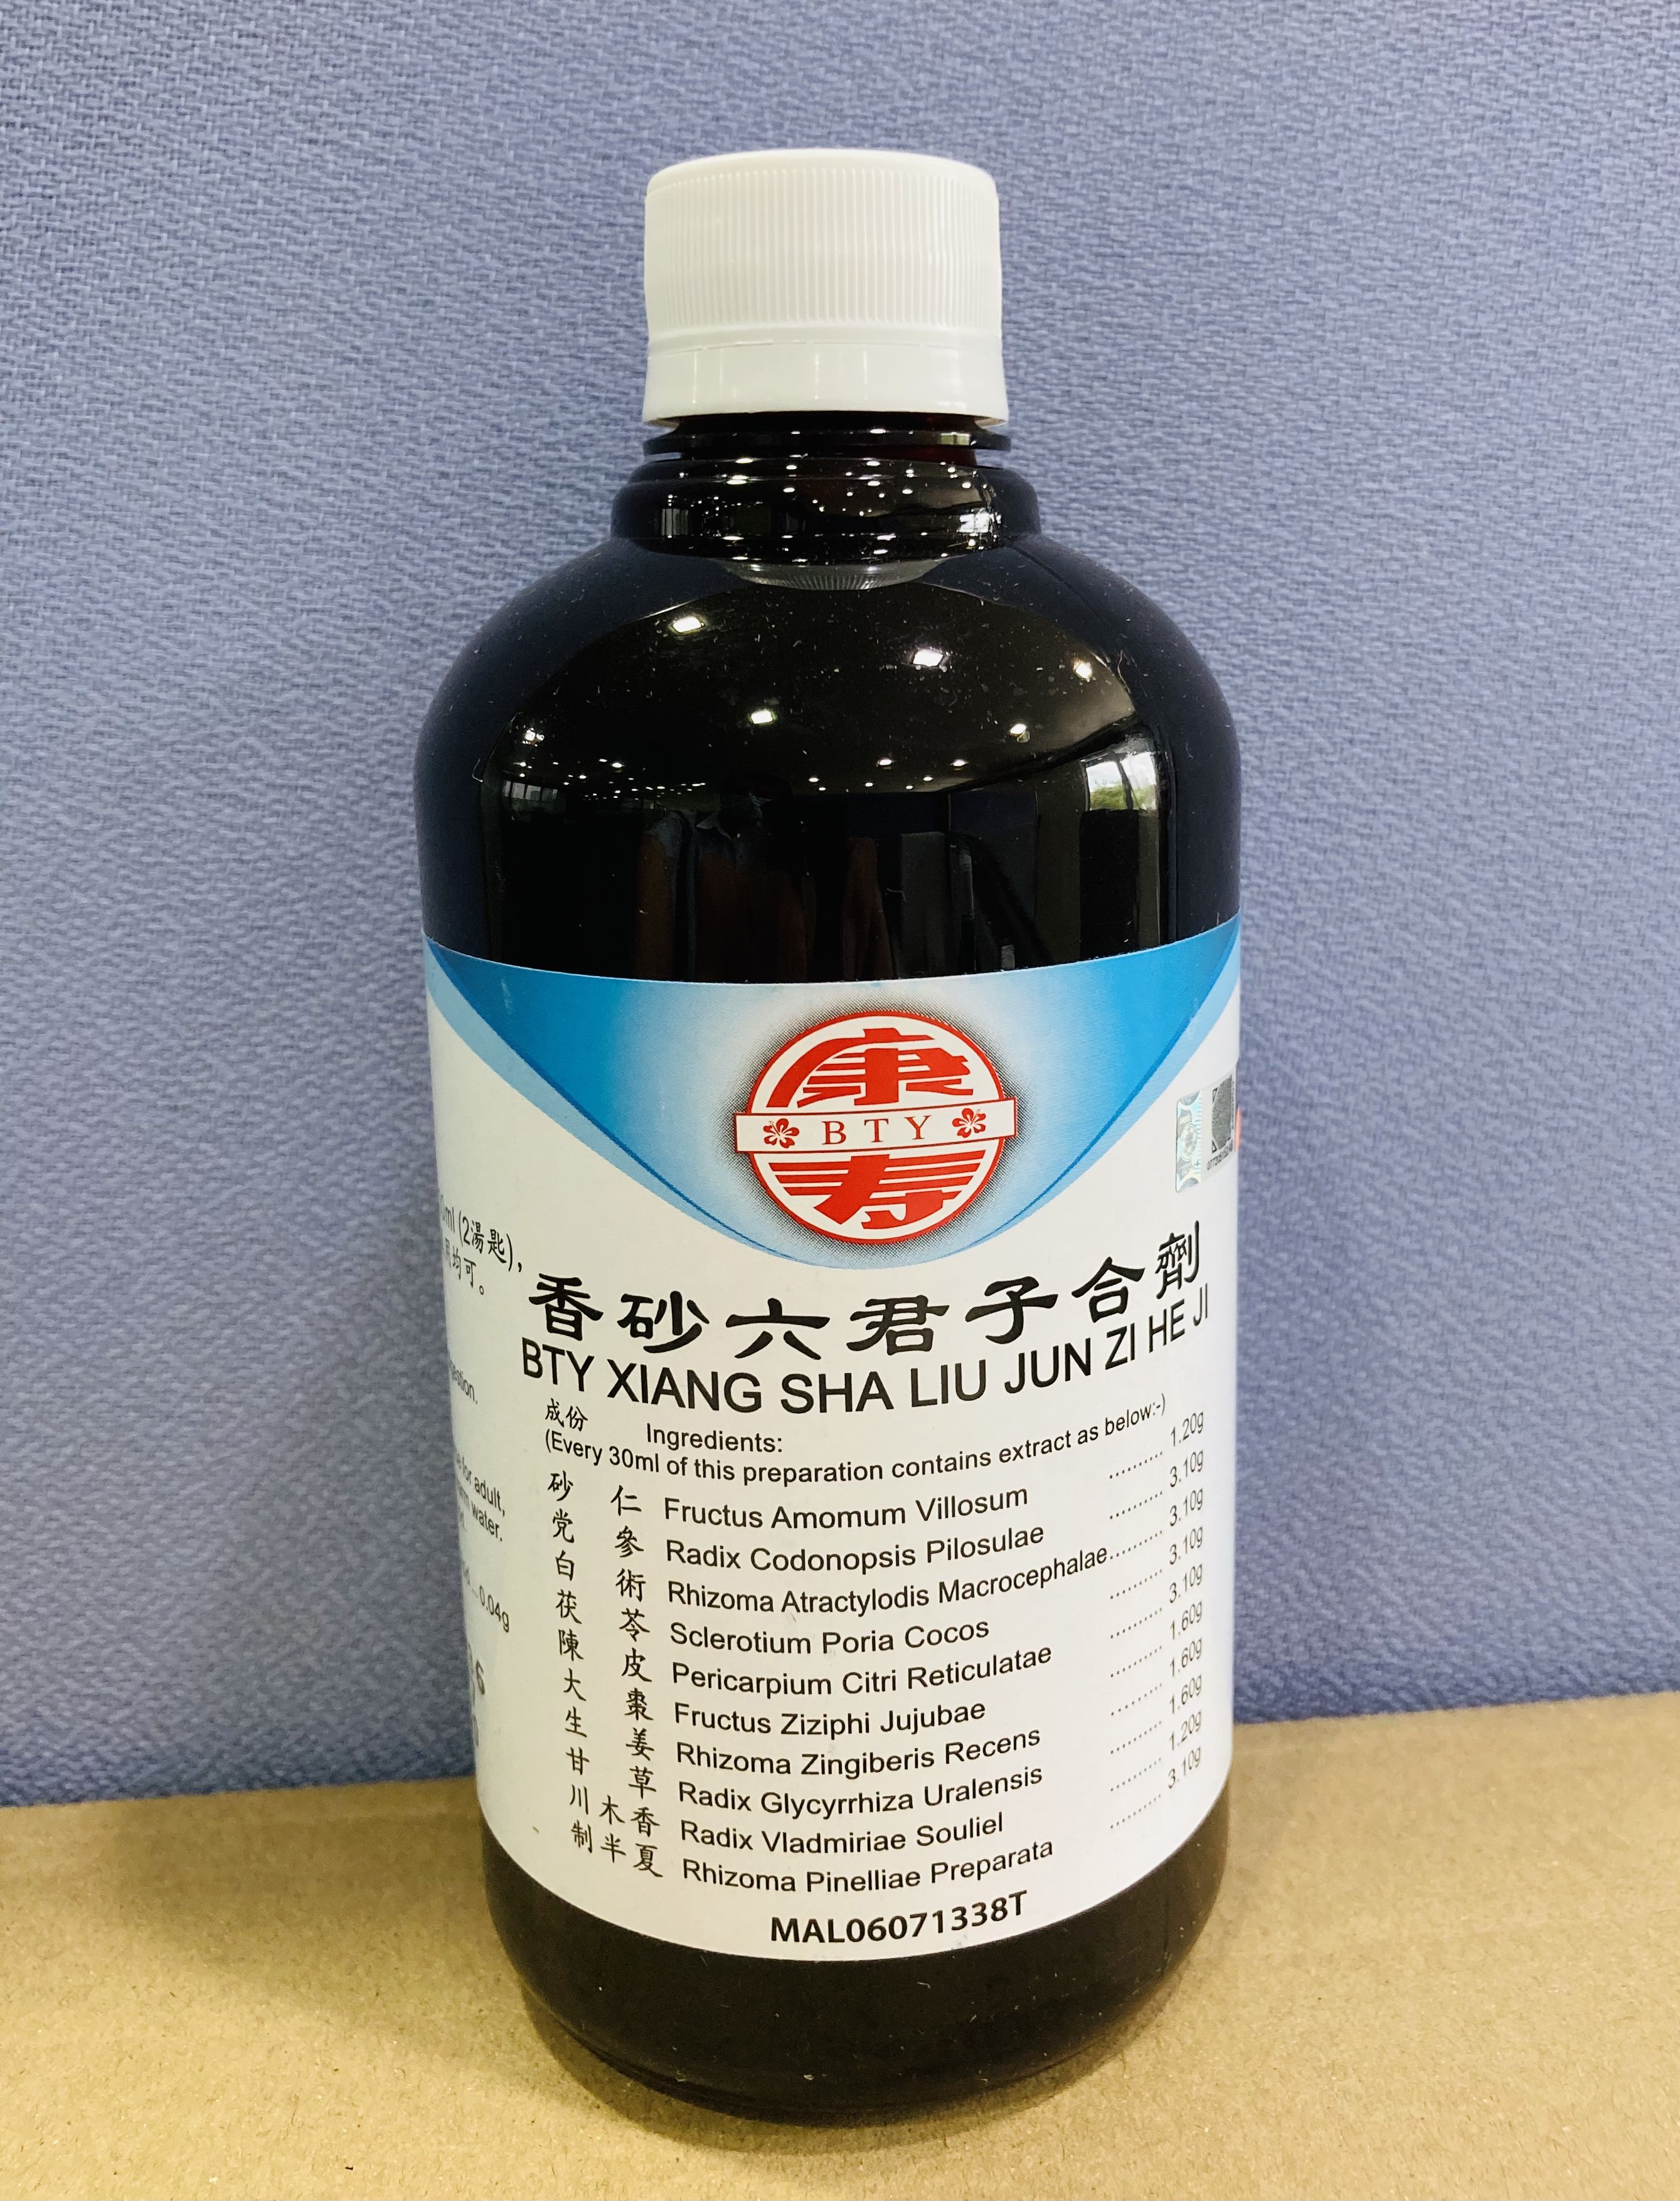 康
BTY
寿
香砂六君子合劑
BTY XIANG SHA LIU JUN ZI HE JI
成份 Ingredients:
(Every 30ml of this preparation contains extract as below:-)
砂仁 Fructus Amomum Villosum .......... 1.20g
党參 Radix Codonopsis Pilosulae .......... 3.10g
白術 Rhizoma Atractylodis Macrocephalae.......... 3.10g
茯苓 Sclerotium Poria Cocos .......... 3.10g
陳皮 Pericarpium Citri Reticulatae .......... 3.10g
大棗 Fructus Ziziphi Jujubae .......... 1.60g
生姜 Rhizoma Zingiberis Recens .......... 1.60g
甘草 Radix Glycyrrhiza Uralensis .......... 1.60g
川木香 Radix Vladmiriae Souliel .......... 1.20g
制半夏 Rhizoma Pinelliae Preparata .......... 3.10g
MAL06071338T
ml (2湯匙),
均可。
for adult,
water.
0.04g